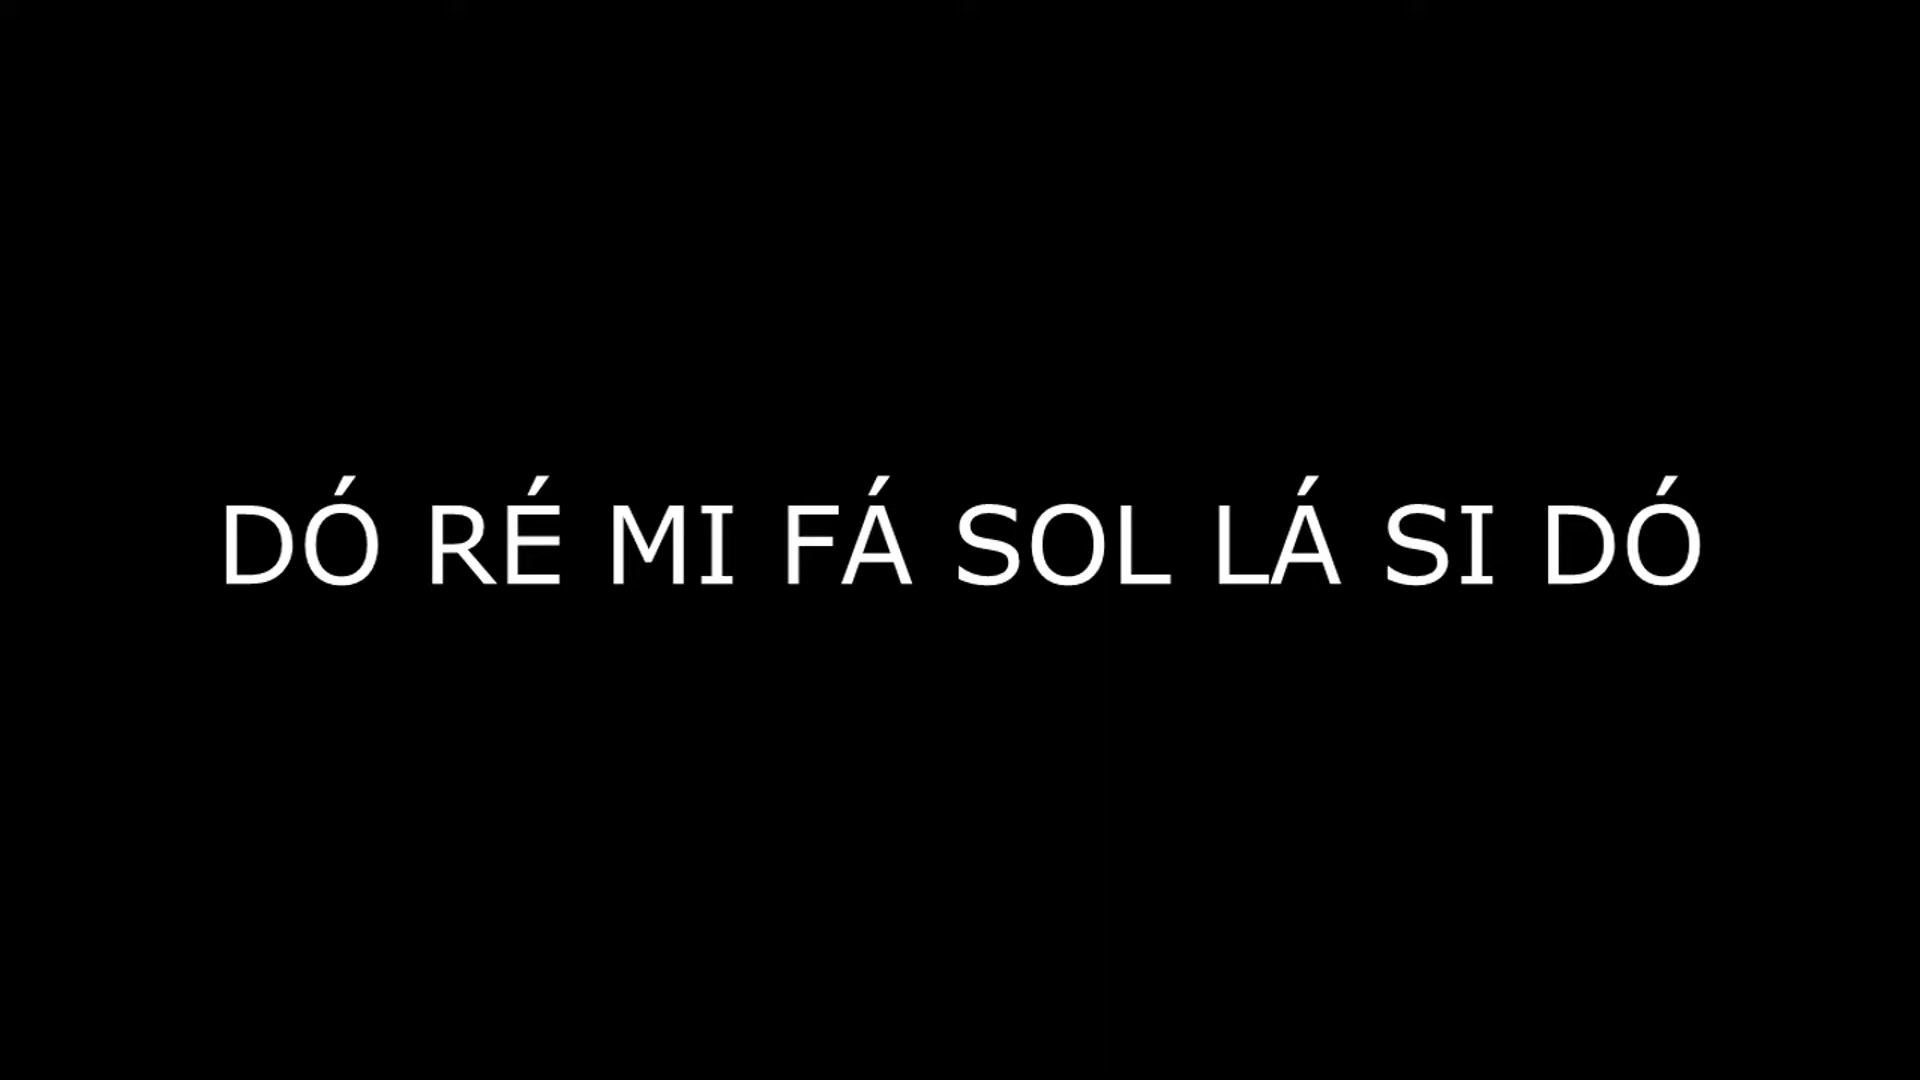 DÓ RÉ MI FÁ SOL LÁ SI DÓ